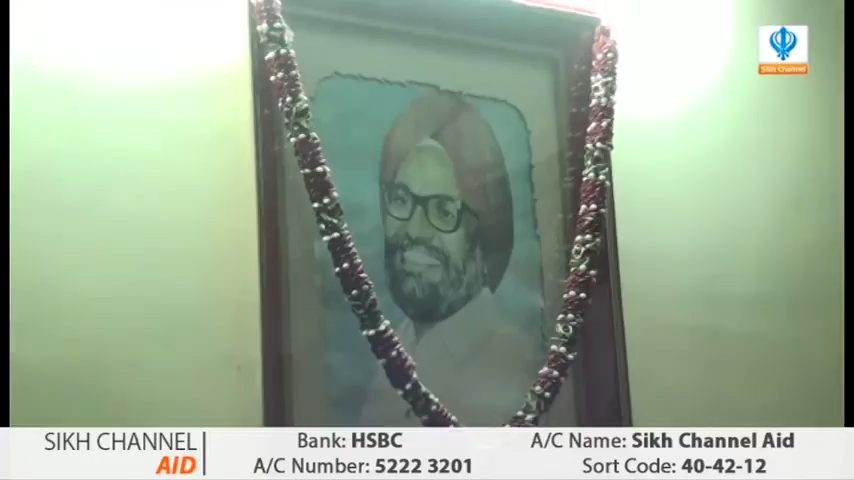 Sikh Channel
SIKH CHANNEL
AID
Bank: HSBC
A/C Number: 5222 3201
A/C Name: Sikh Channel Aid
Sort Code: 40-42-12